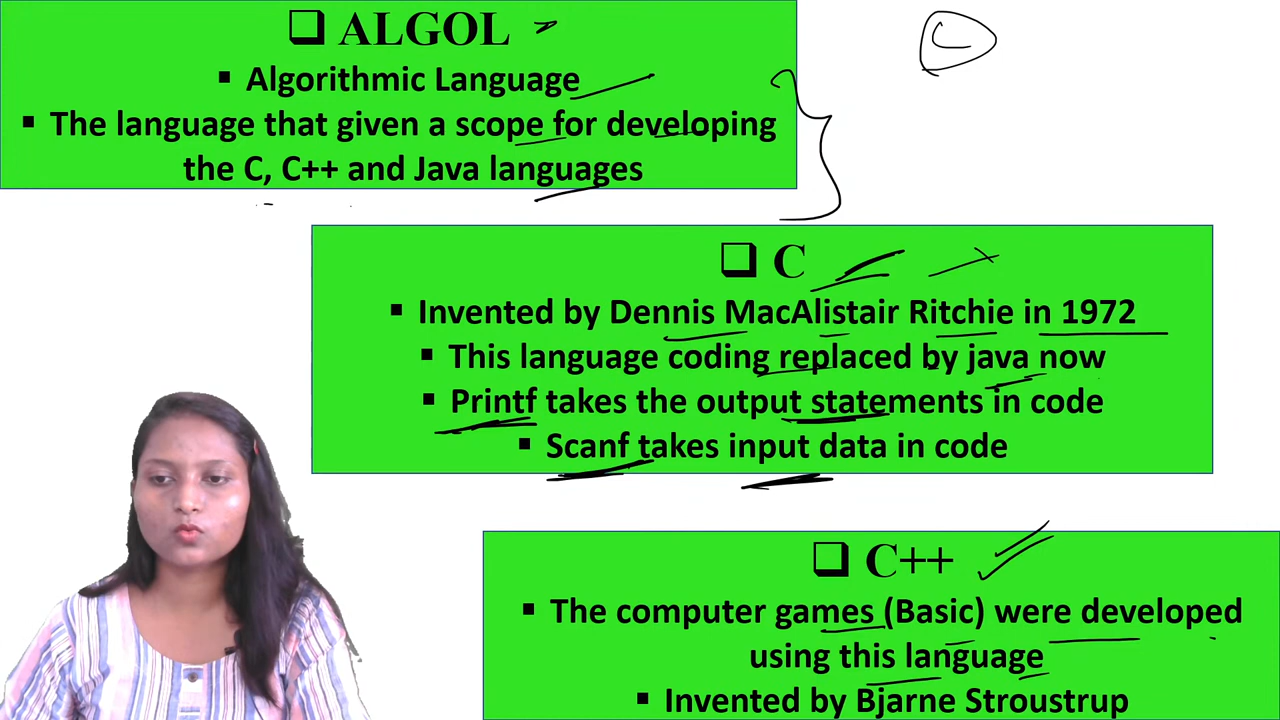 ❑ ALGOL
▪ Algorithmic Language
▪ The language that given a scope for developing
the C, C++ and Java languages
C
❑ C
▪ Invented by Dennis MacAlistair Ritchie in 1972
▪ This language coding replaced by java now
▪ Printf takes the output statements in code
▪ Scanf takes input data in code
❑ C++
▪ The computer games (Basic) were developed
using this language
▪ Invented by Bjarne Stroustrup